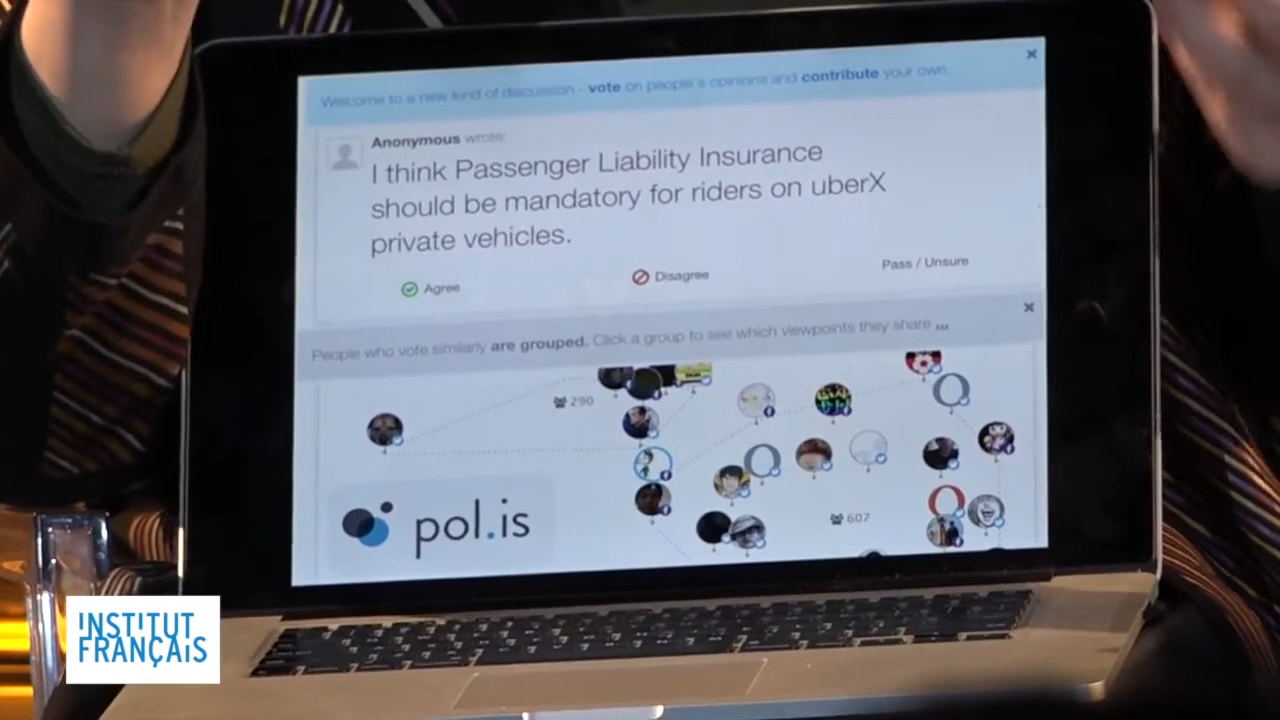 Welcome to a new kind of discussion - vote on people's opinions and contribute your own.
Anonymous wrote:
I think Passenger Liability Insurance
should be mandatory for riders on uberX
private vehicles.
Agree
Disagree
Pass / Unsure
People who vote similarly are grouped. Click a group to see which viewpoints they share ...
290
607
pol.is
INSTITUT
FRANÇAIS